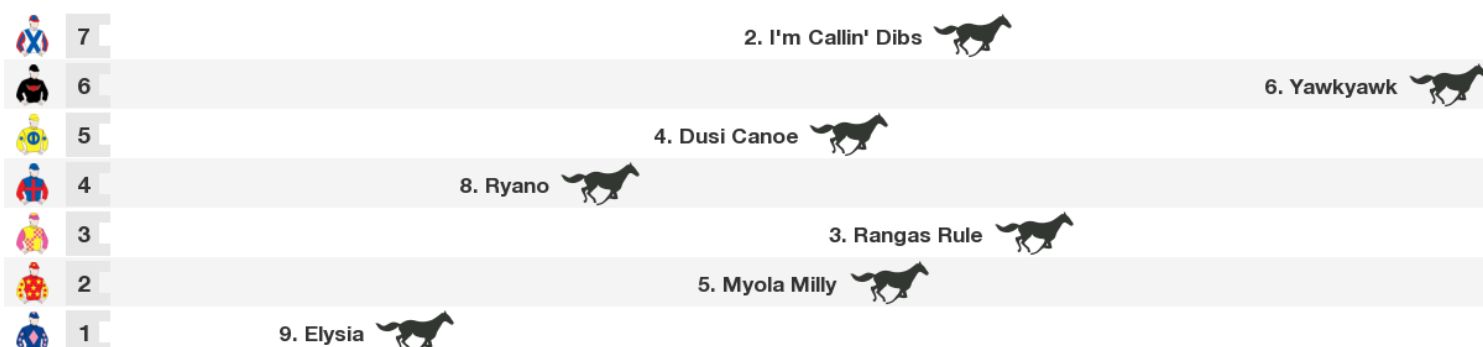 7 2. I'm Callin' Dibs
6 6. Yawkyawk
5 4. Dusi Canoe
4 8. Ryano
3 3. Rangas Rule
2 5. Myola Milly
1 9. Elysia